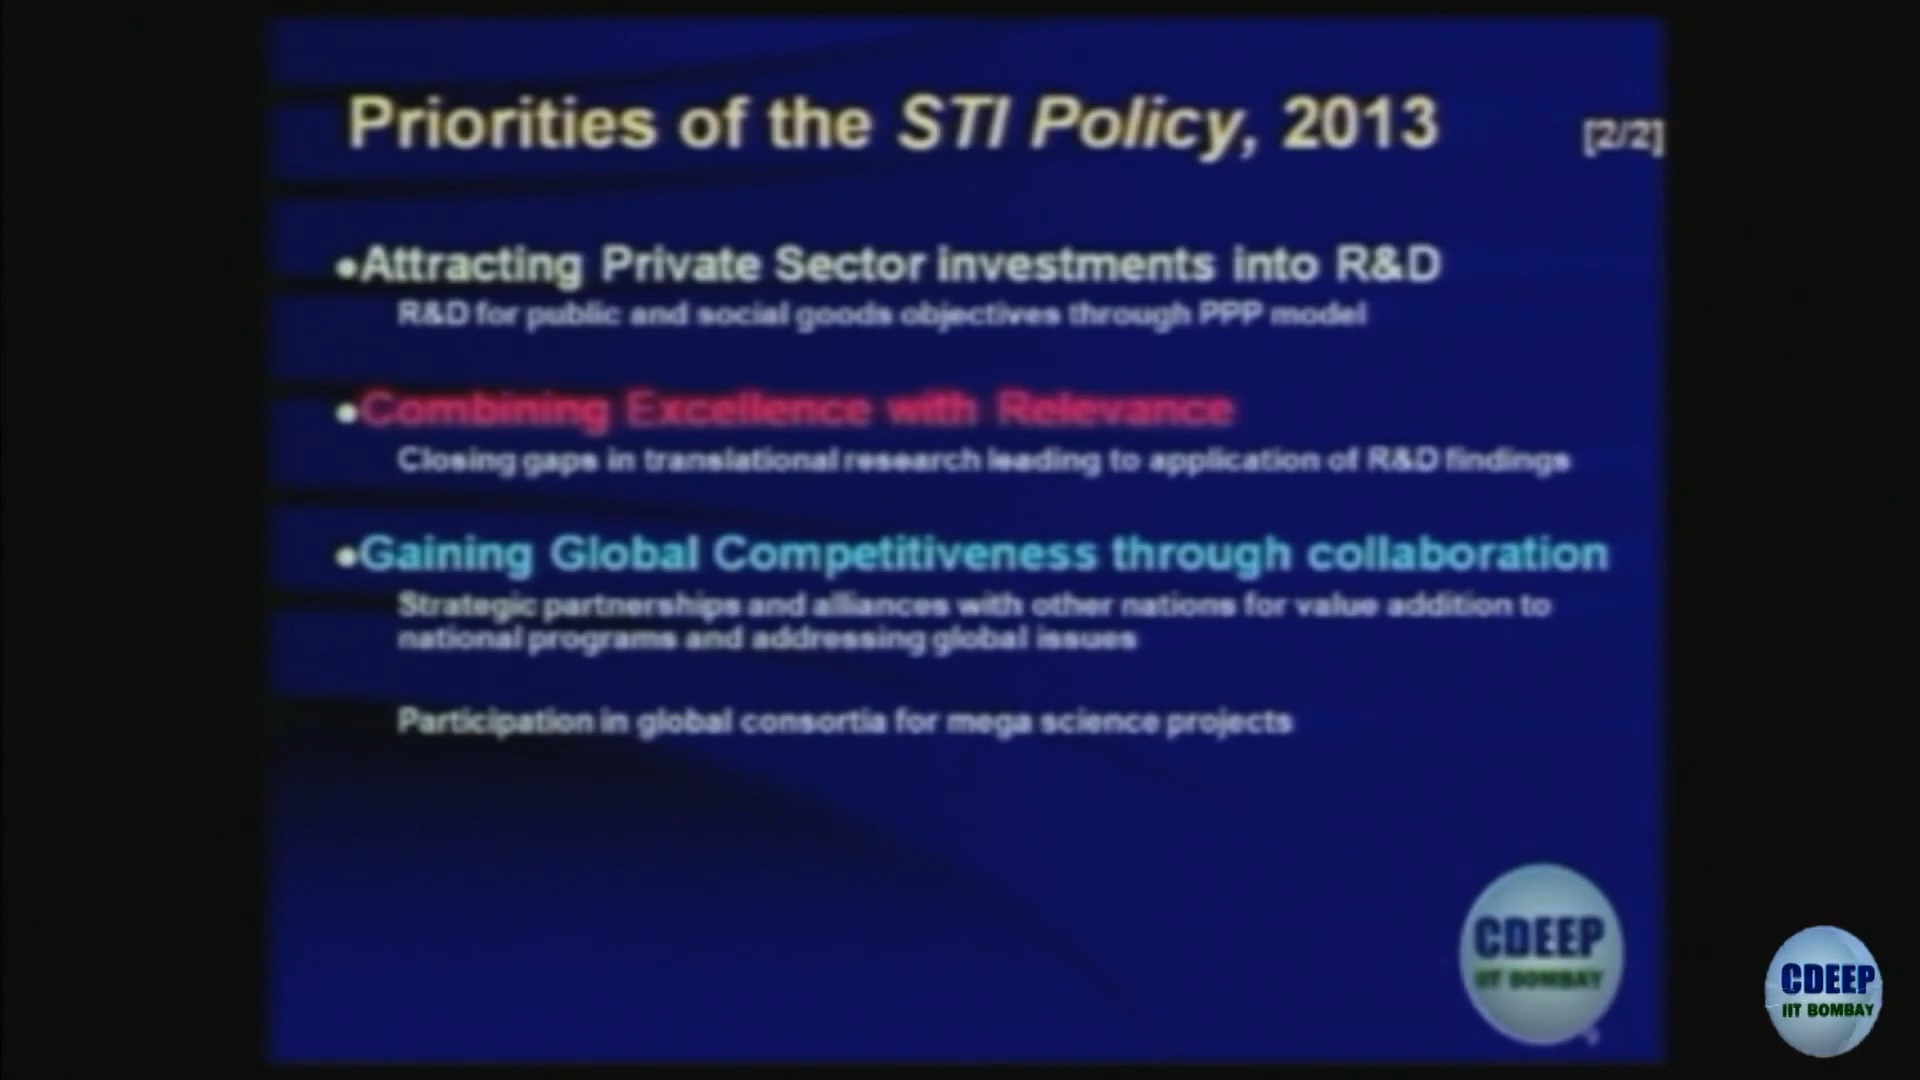 Priorities of the STI Policy, 2013 [2/2]
•Attracting Private Sector investments into R&D
R&D for public and social goods objectives through PPP model
•Combining Excellence with Relevance
Closing gaps in translational research leading to application of R&D findings
•Gaining Global Competitiveness through collaboration
Strategic partnerships and alliances with other nations for value addition to
national programs and addressing global issues
Participation in global consortia for mega science projects
CDEEP
IIT BOMBAY
CDEEP
IIT BOMBAY